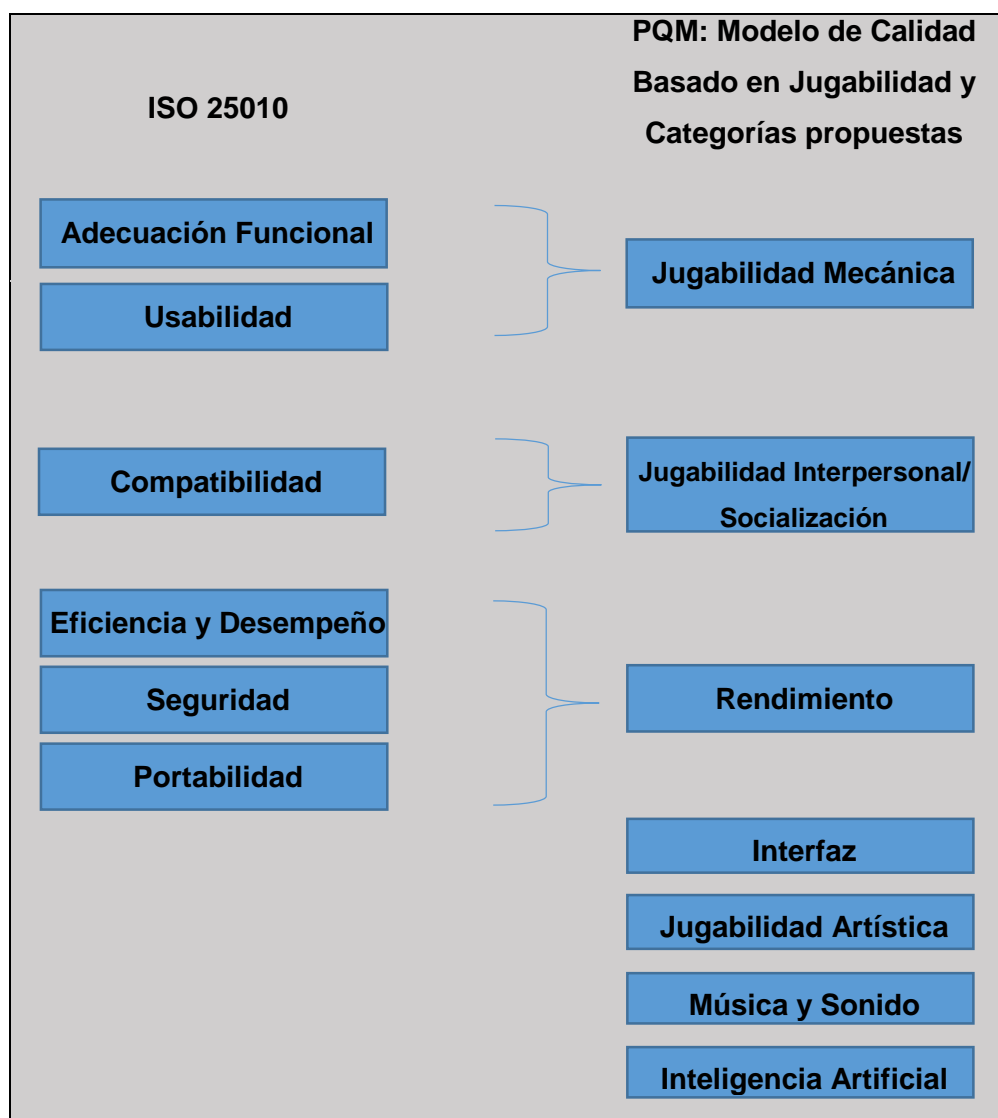 PQM: Modelo de Calidad
Basado en Jugabilidad y
Categorías propuestas
ISO 25010
Adecuación Funcional
Usabilidad
Jugabilidad Mecánica
Compatibilidad
Jugabilidad Interpersonal/
Socialización
Eficiencia y Desempeño
Seguridad
Portabilidad
Rendimiento
Interfaz
Jugabilidad Artística
Música y Sonido
Inteligencia Artificial